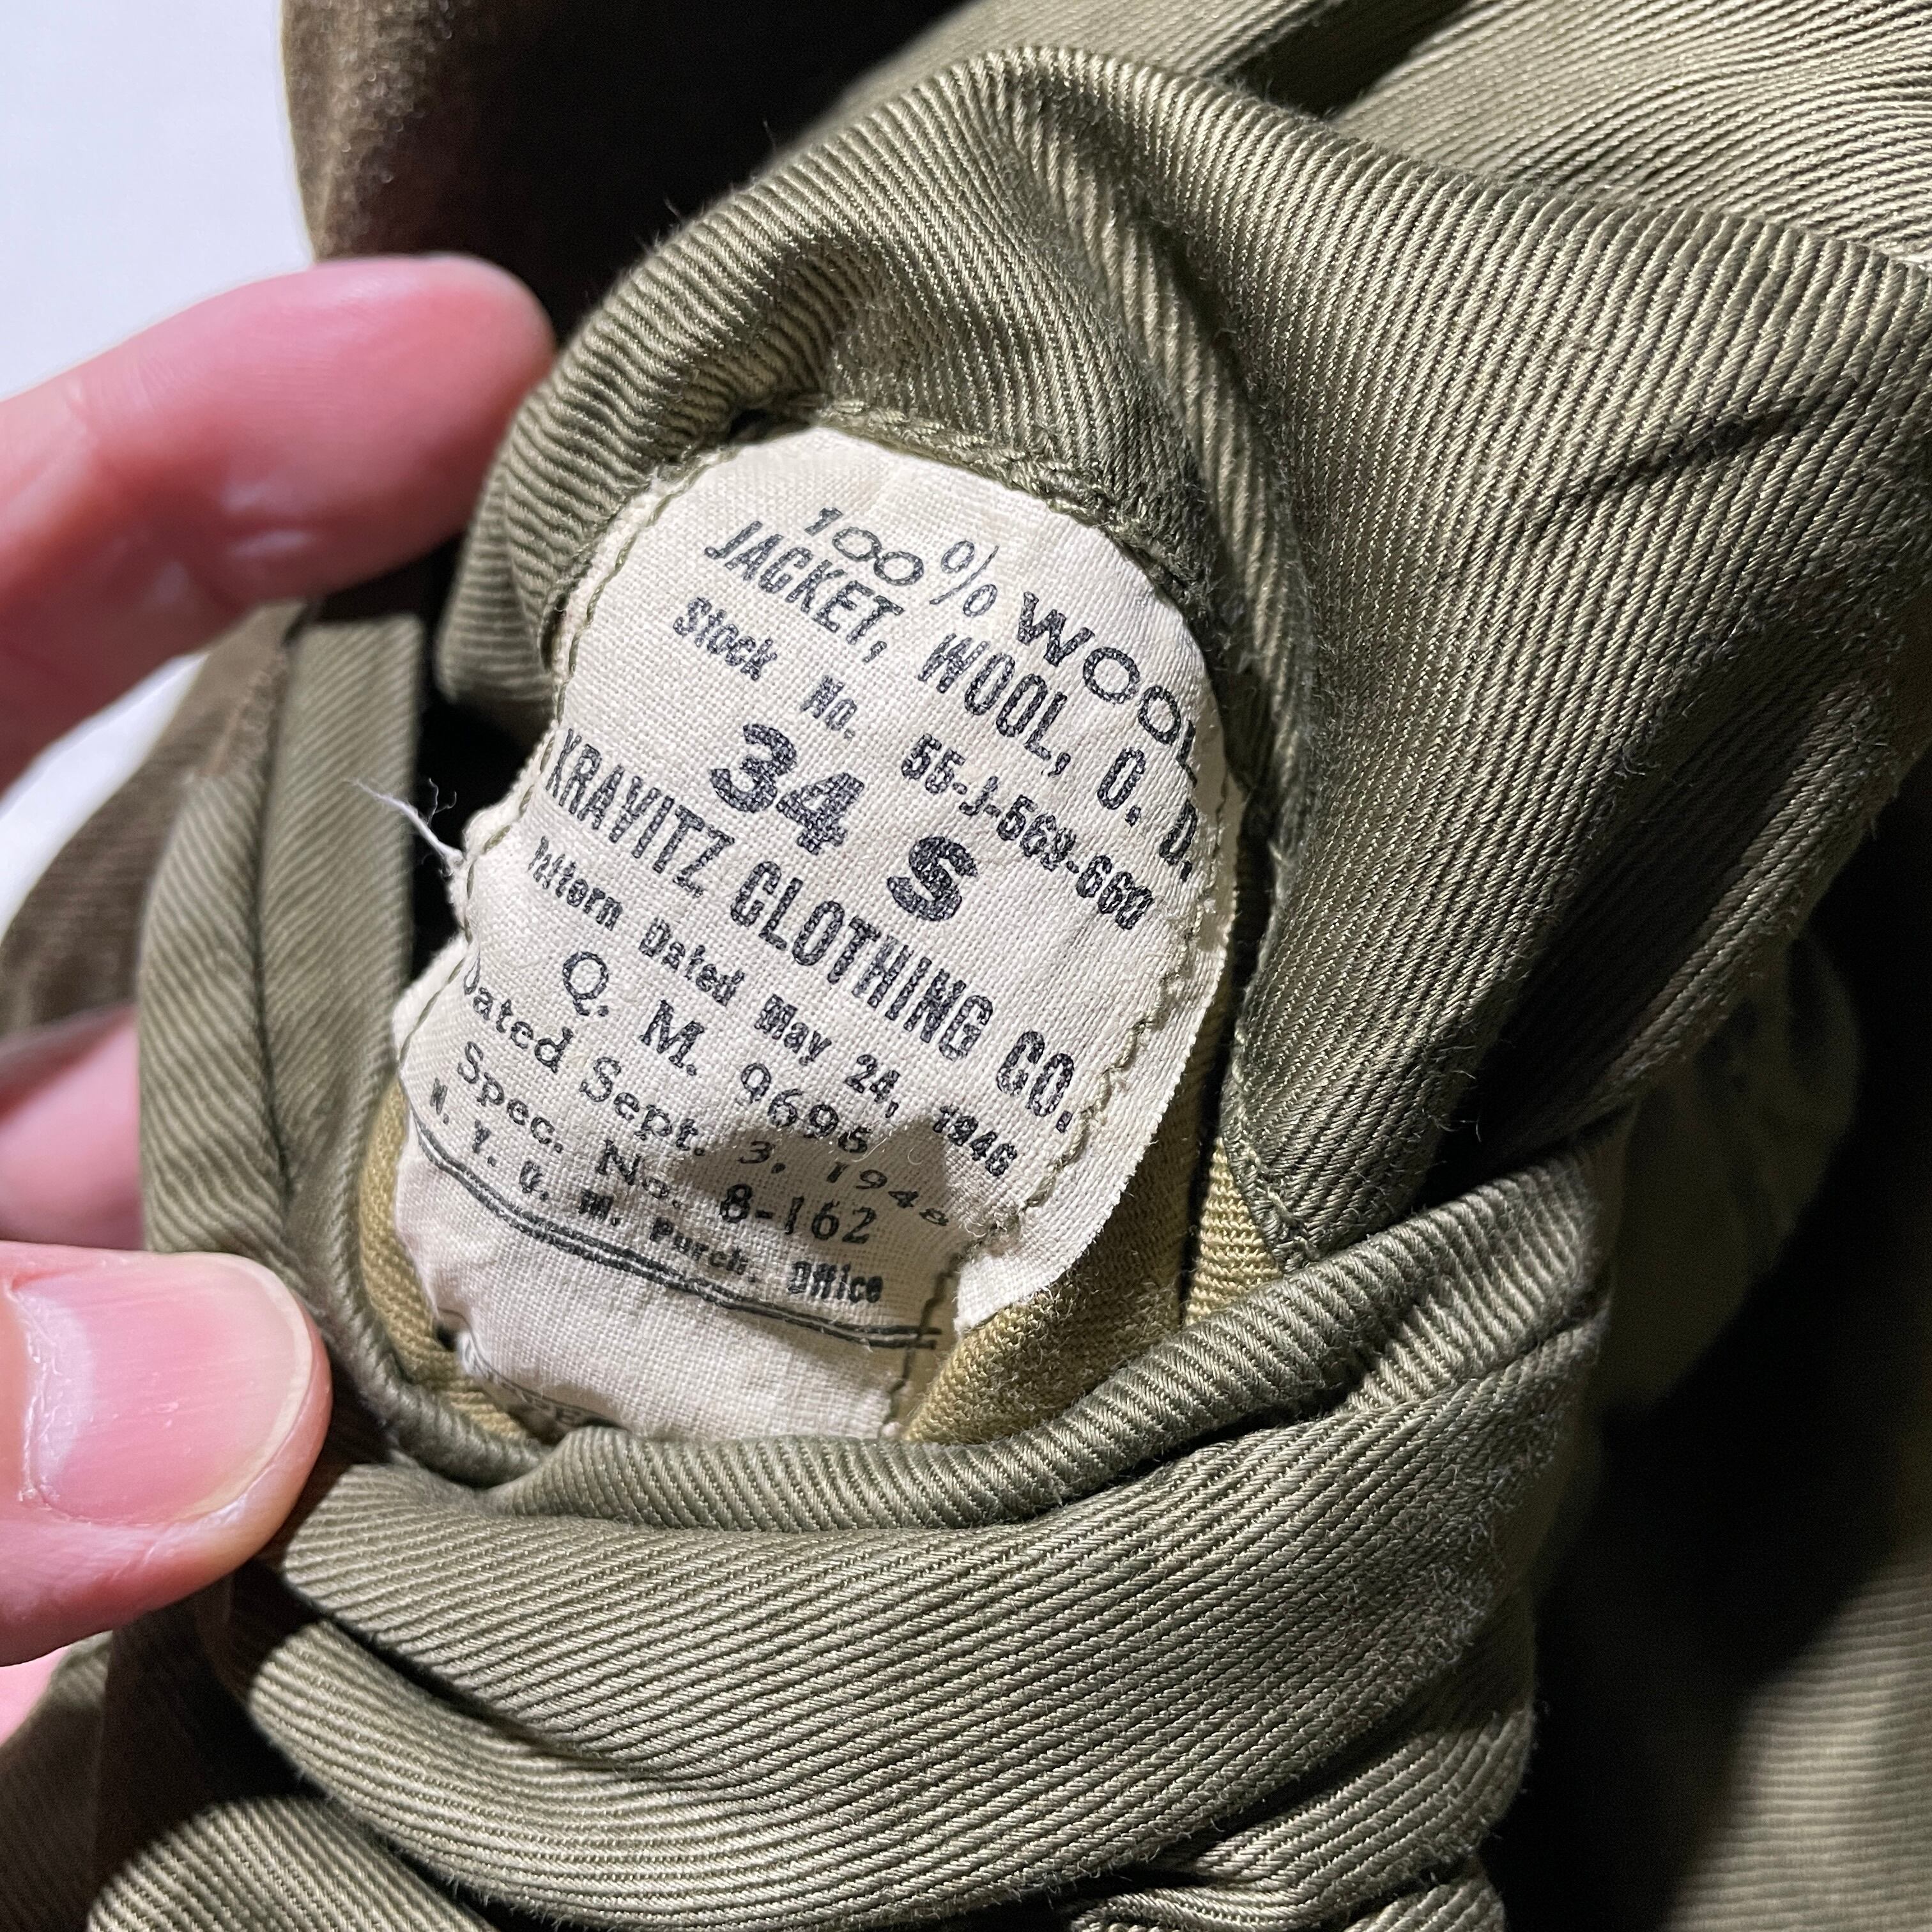 100% WOOL
JACKET, WOOL, O. D.
Stock No. 55-J-569-660
34 S
KRAVITZ CLOTHING CO.
Pattern Dated May 24, 1946
Q. M. 9696
Dated Sept. 3, 1948
Spec. No. 8-162
N. Y. Q. M. Purch. Office